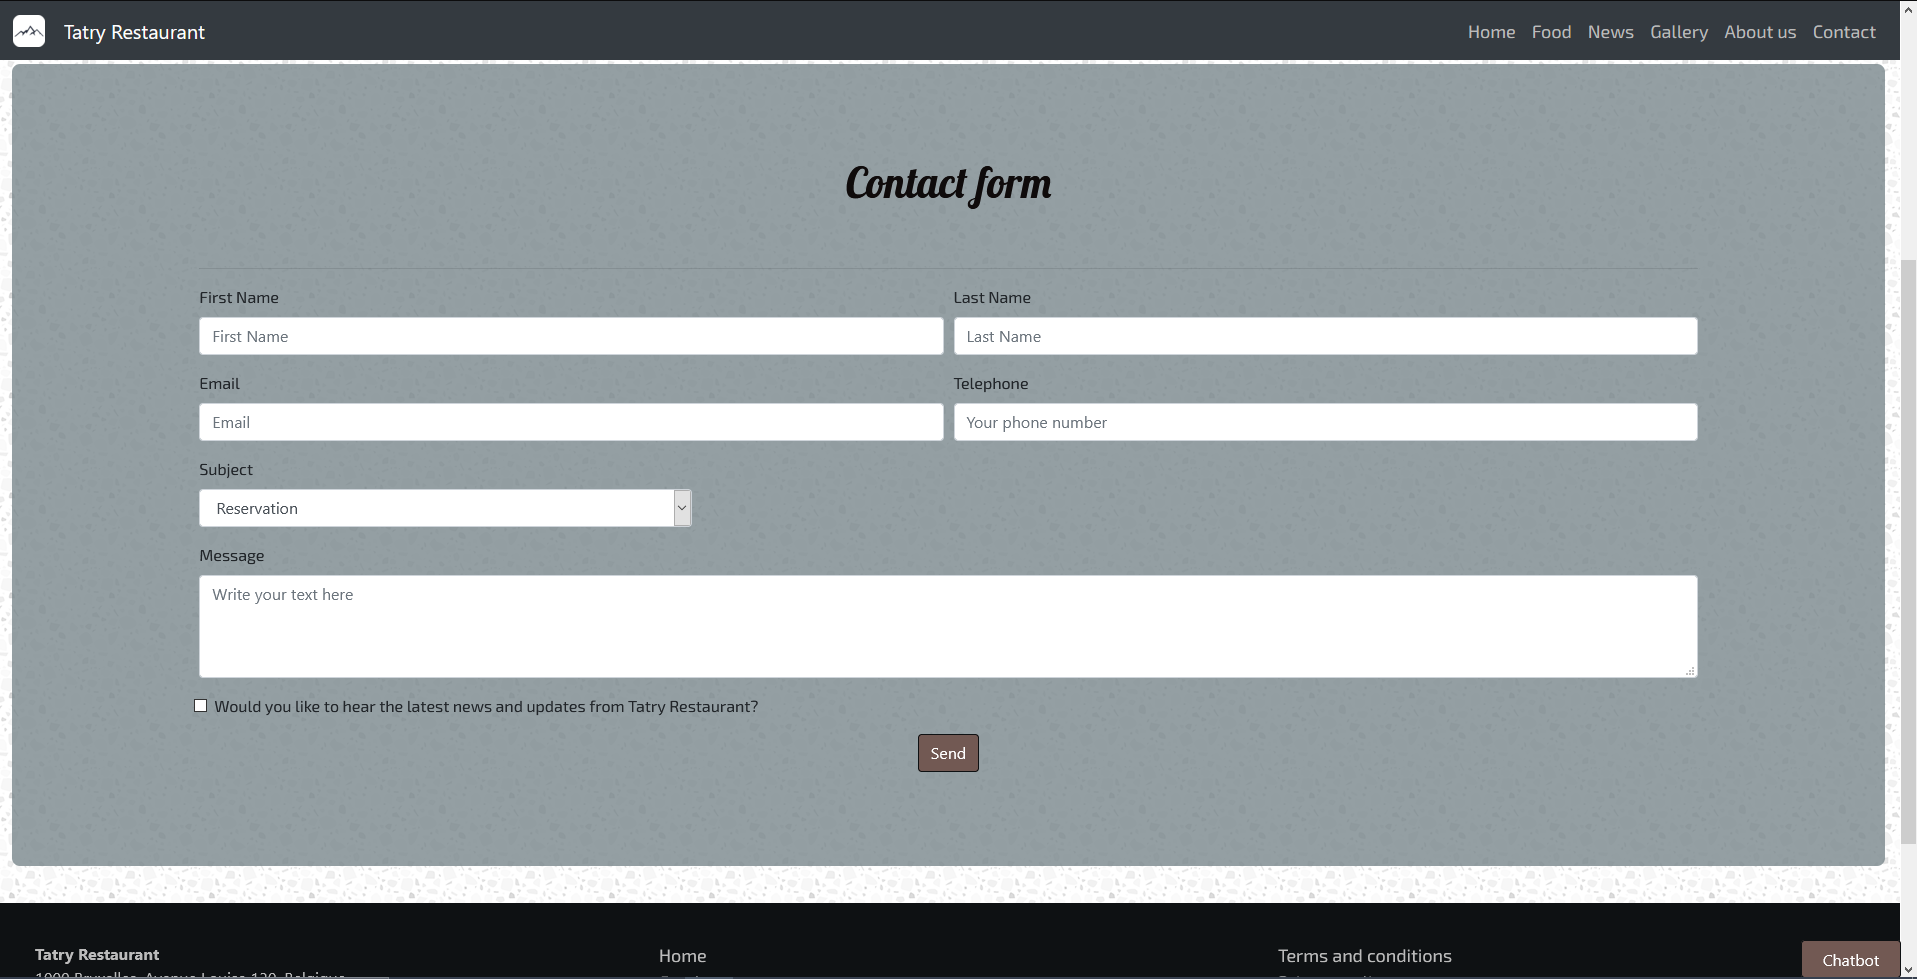 Tatry Restaurant
Home Food News Gallery About us Contact
Contact form
First Name Last Name
First Name Last Name
Email Telephone
Email Your phone number
Subject
Reservation
Message
Write your text here
Would you like to hear the latest news and updates from Tatry Restaurant?
Send
Tatry Restaurant Home Terms and conditions
Chatbot